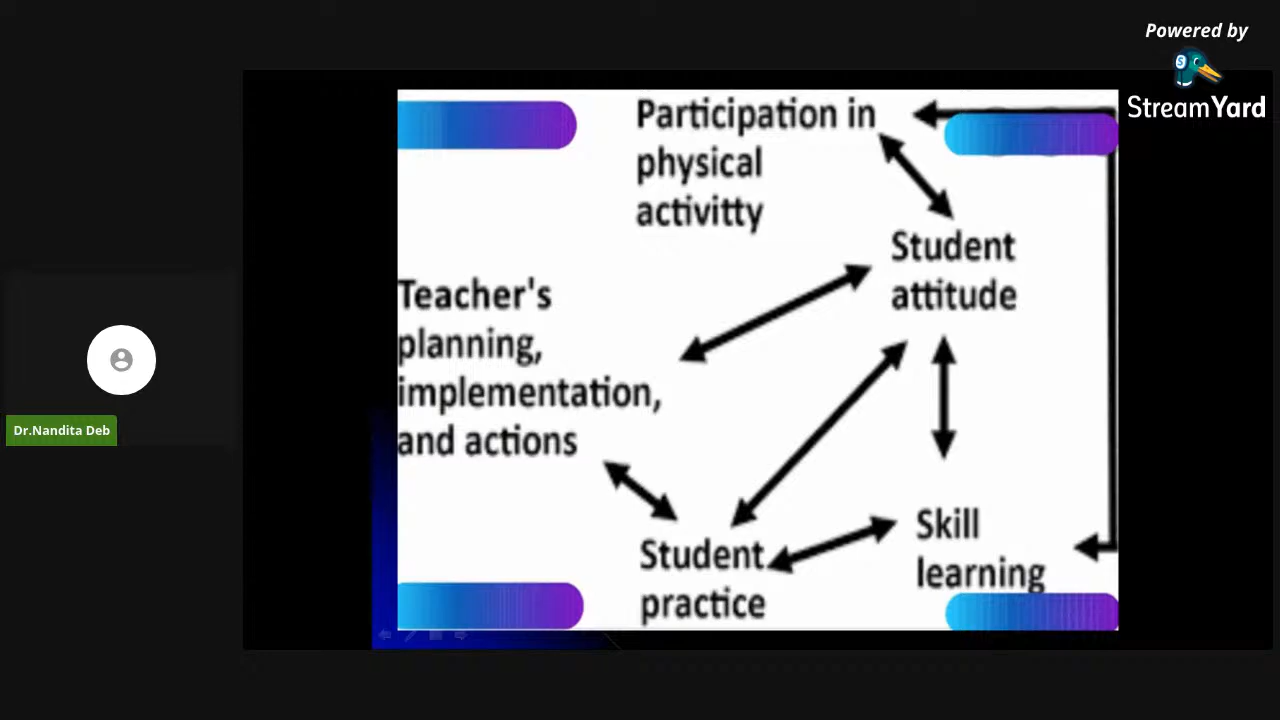 Powered by
StreamYard
Participation in
physical
activitty
Student
attitude
Teacher's
planning,
implementation,
and actions
Skill
learning
Student
practice
Dr.Nandita Deb